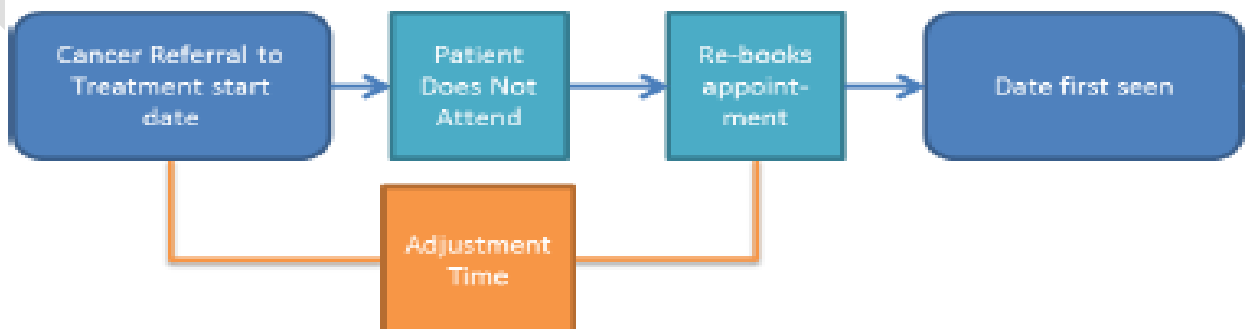 Cancer Referral to
Treatment start
date
Patient
Does Not
Attend
Re-books
appoint-
ment
Date first seen
Adjustment
Time